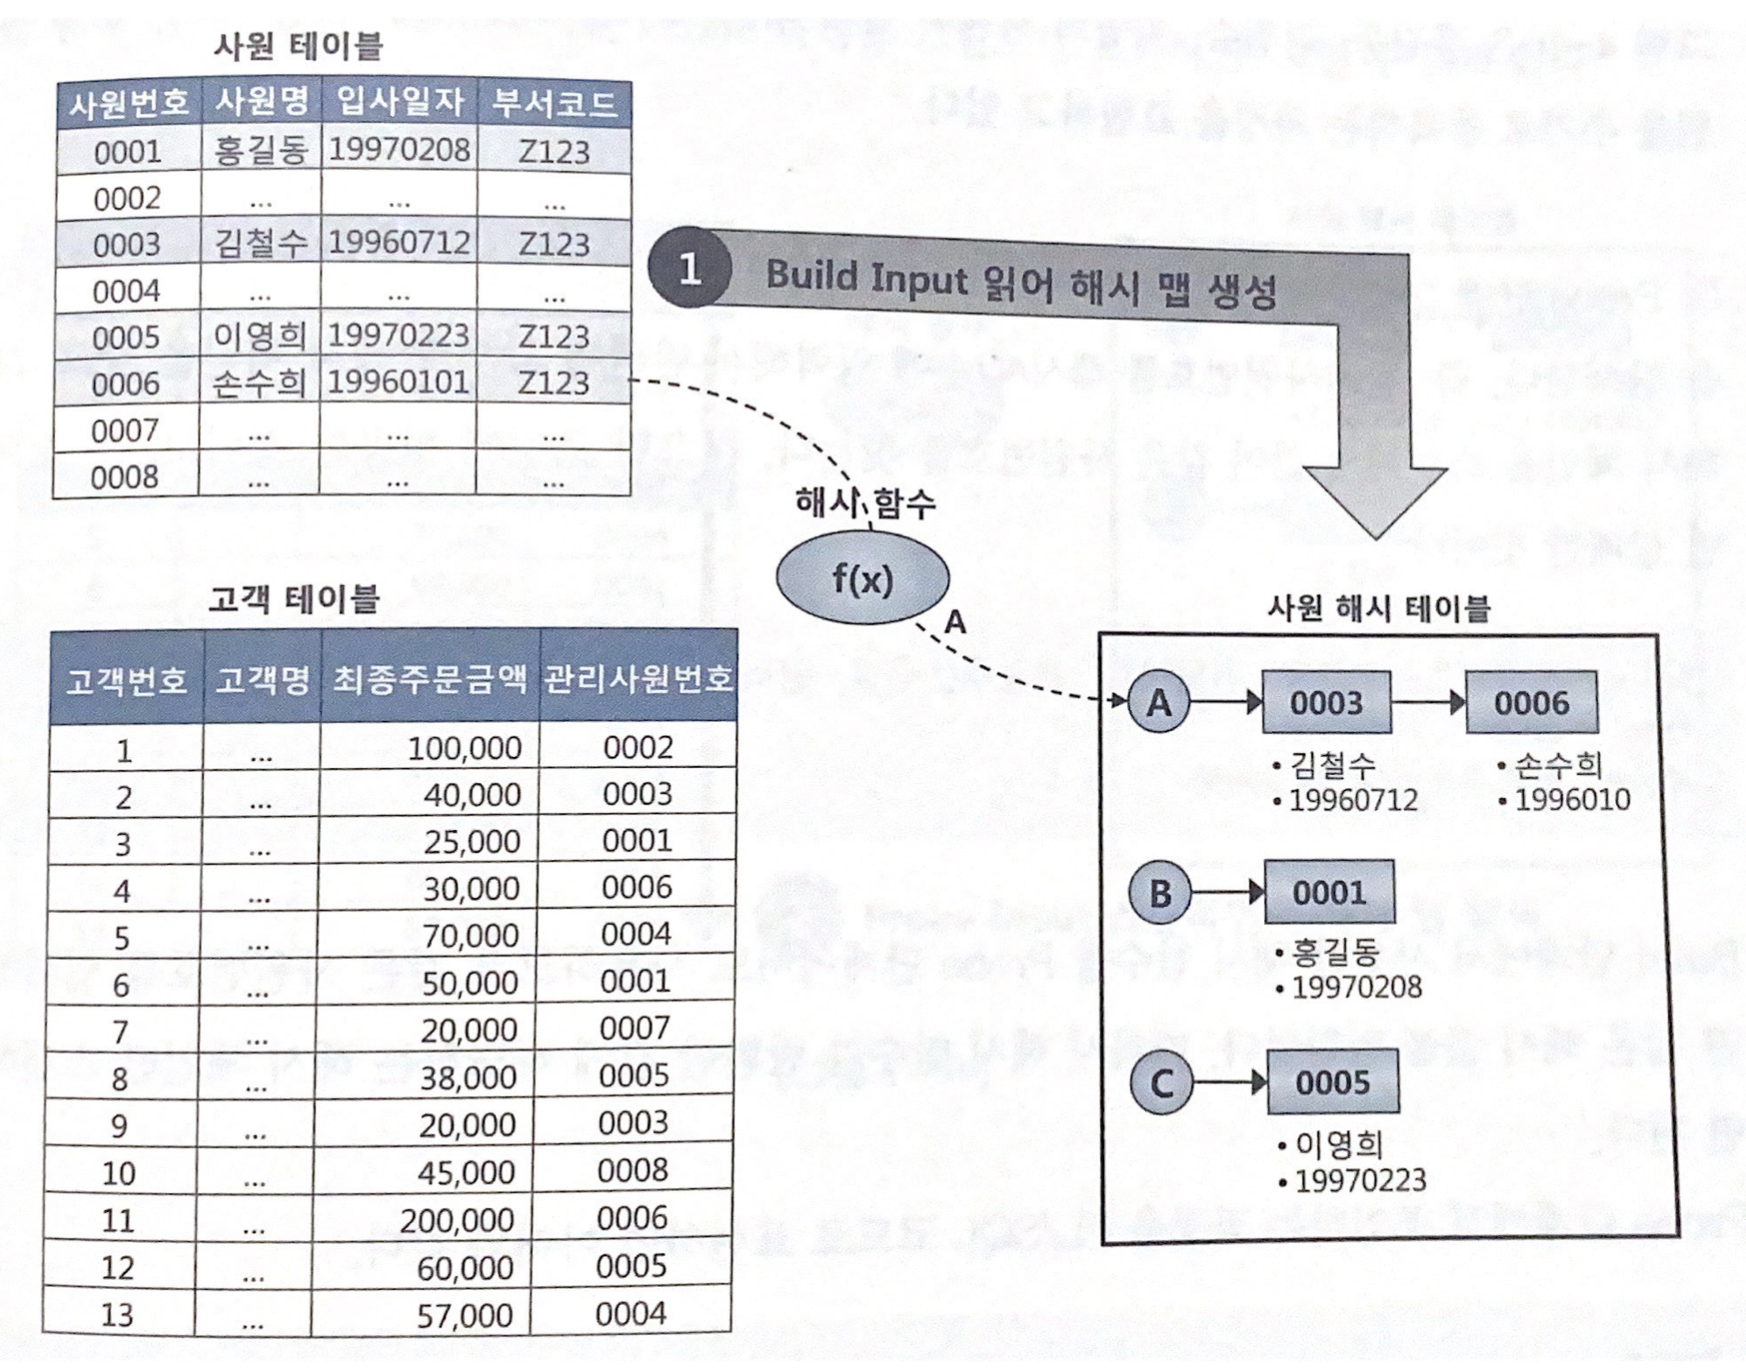 사원 테이블
사원번호 사원명 입사일자 부서코드
0001 홍길동 19970208 Z123
0002 ... ... ...
0003 김철수 19960712 Z123
0004 ... ... ...
0005 이영희 19970223 Z123
0006 손수희 19960101 Z123
0007 ... ... ...
0008 ... ... ...
1 Build Input 읽어 해시 맵 생성
해시 함수
f(x)
A
고객 테이블
고객번호 고객명 최종주문금액 관리사원번호
1 ... 100,000 0002
2 ... 40,000 0003
3 ... 25,000 0001
4 ... 30,000 0006
5 ... 70,000 0004
6 ... 50,000 0001
7 ... 20,000 0007
8 ... 38,000 0005
9 ... 20,000 0003
10 ... 45,000 0008
11 ... 200,000 0006
12 ... 60,000 0005
13 ... 57,000 0004
사원 해시 테이블
A 0003 0006
• 김철수 • 손수희
• 19960712 • 1996010
B 0001
• 홍길동
• 19970208
C 0005
• 이영희
• 19970223